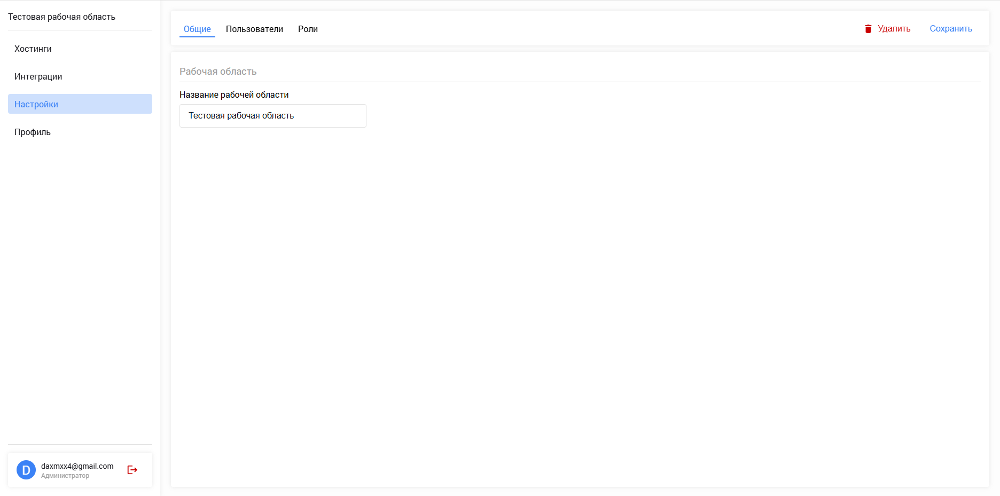 Тестовая рабочая область
Хостинги
Интеграции
Настройки
Профиль
D
daxmxx4@gmail.com
Администратор
Общие Пользователи Роли
Удалить Сохранить
Рабочая область
Название рабочей области
Тестовая рабочая область